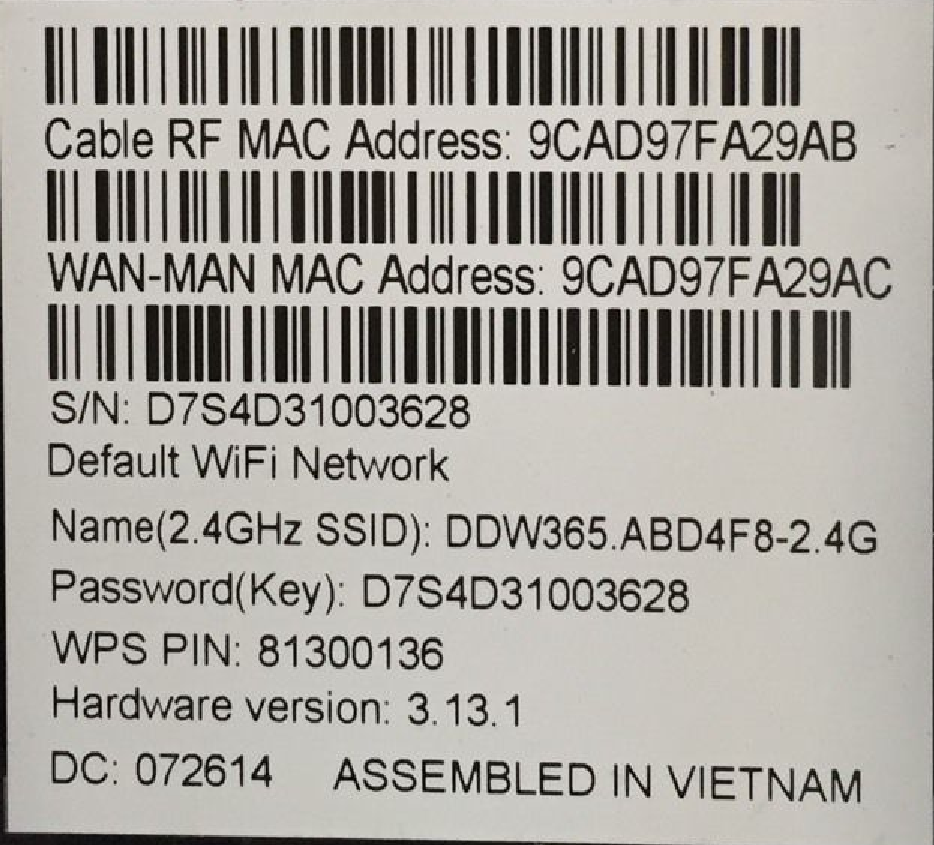 Cable RF MAC Address: 9CAD97FA29AB
WAN-MAN MAC Address: 9CAD97FA29AC
S/N: D7S4D31003628
Default WiFi Network
Name(2.4GHz SSID): DDW365.ABD4F8-2.4G
Password(Key): D7S4D31003628
WPS PIN: 81300136
Hardware version: 3.13.1
DC: 072614 ASSEMBLED IN VIETNAM